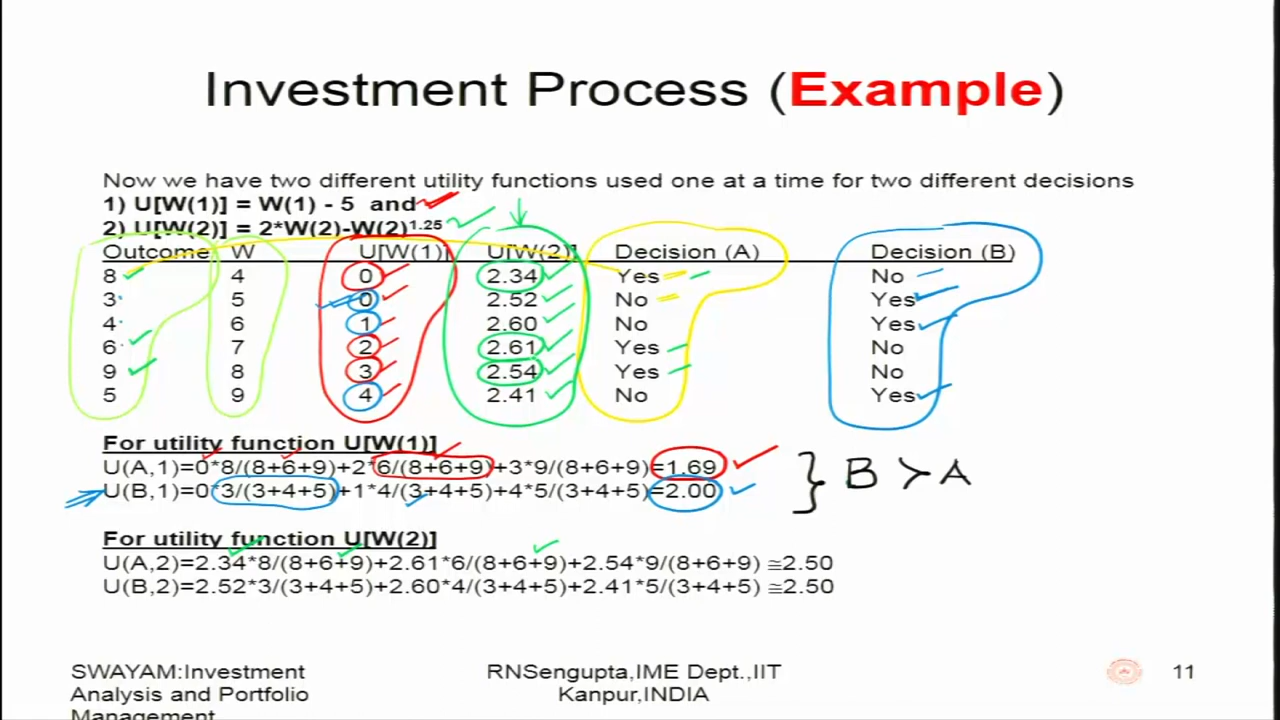 Investment Process (Example)
Now we have two different utility functions used one at a time for two different decisions
1) U[W(1)] = W(1) - 5 and
2) U[W(2)] = 2*W(2)-W(2)^1.25
Outcome W U[W(1)] U[W(2)] Decision (A) Decision (B)
8 4 0 2.34 Yes No
3 5 0 2.52 No Yes
4 6 1 2.60 No Yes
6 7 2 2.61 Yes No
9 8 3 2.54 Yes No
5 9 4 2.41 No Yes
For utility function U[W(1)]
U(A,1)=0*8/(8+6+9)+2*6/(8+6+9)+3*9/(8+6+9)=1.69
U(B,1)=0*3/(3+4+5)+1*4/(3+4+5)+4*5/(3+4+5)=2.00
} B > A
For utility function U[W(2)]
U(A,2)=2.34*8/(8+6+9)+2.61*6/(8+6+9)+2.54*9/(8+6+9) ≅2.50
U(B,2)=2.52*3/(3+4+5)+2.60*4/(3+4+5)+2.41*5/(3+4+5) ≅2.50
SWAYAM:Investment
Analysis and Portfolio
Management
RNSengupta,IME Dept.,IIT
Kanpur,INDIA
11